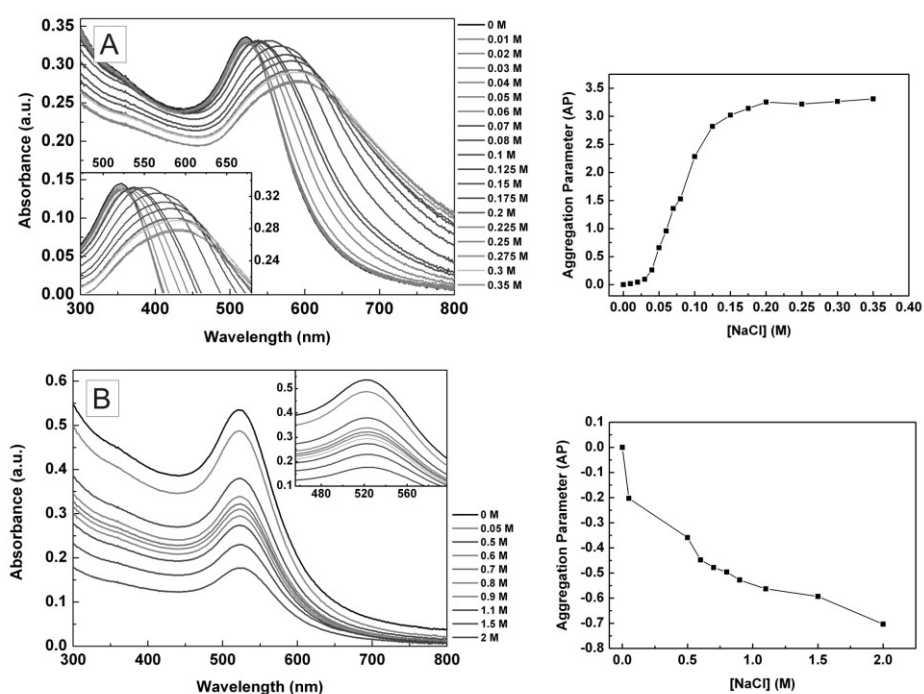 A
Absorbance (a.u.)
0.35
0.30
0.25
0.20
0.15
0.10
0.05
0.00
300 400 500 600 700 800
Wavelength (nm)
500 550 600 650
0.32
0.28
0.24
0 M
0.01 M
0.02 M
0.03 M
0.04 M
0.05 M
0.06 M
0.07 M
0.08 M
0.1 M
0.125 M
0.15 M
0.175 M
0.2 M
0.225 M
0.25 M
0.275 M
0.3 M
0.35 M
Aggregation Parameter (AP)
3.5
3.0
2.5
2.0
1.5
1.0
0.5
0.0
0.00 0.05 0.10 0.15 0.20 0.25 0.30 0.35 0.40
[NaCl] (M)
B
Absorbance (a.u.)
0.6
0.5
0.4
0.3
0.2
0.1
0.0
300 400 500 600 700 800
Wavelength (nm)
0.5
0.4
0.3
0.2
0.1
480 520 560
0 M
0.05 M
0.5 M
0.6 M
0.7 M
0.8 M
0.9 M
1.1 M
1.5 M
2 M
Aggregation Parameter (AP)
0.1
0.0
-0.1
-0.2
-0.3
-0.4
-0.5
-0.6
-0.7
-0.8
0.0 0.5 1.0 1.5 2.0
[NaCl] (M)